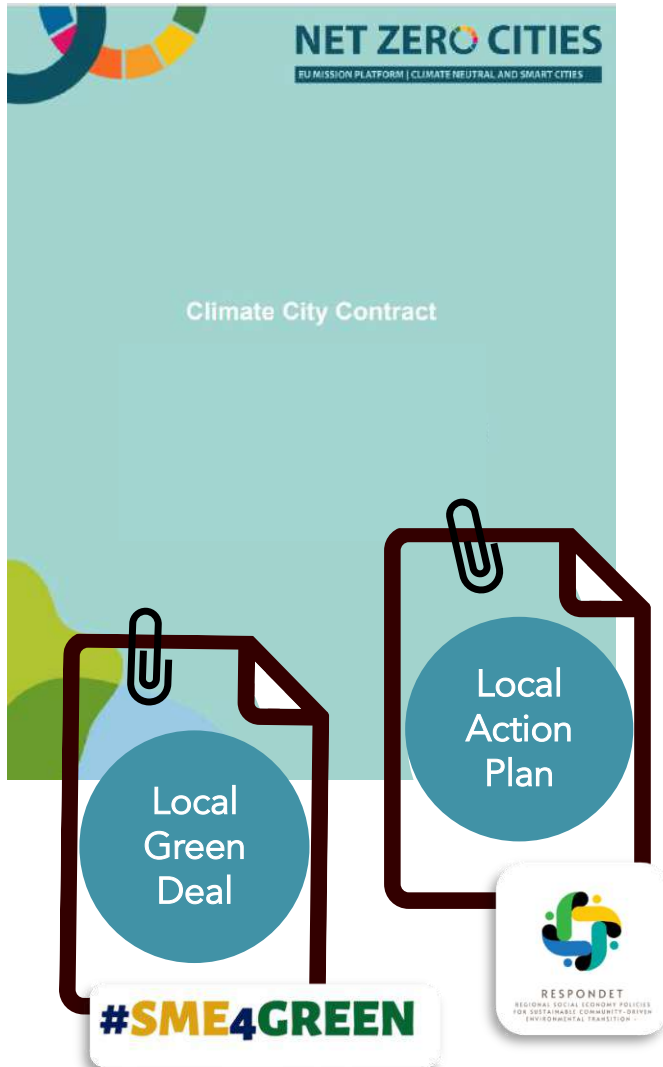 NET ZERO CITIES
EU MISSION PLATFORM | CLIMATE NEUTRAL AND SMART CITIES
Climate City Contract
Local
Action
Plan
Local
Green
Deal
#SME4GREEN
RESPONDET
REGIONAL SOCIAL ECONOMY POLICIES
FOR SUSTAINABLE COMMUNITY-DRIVEN
ENVIRONMENTAL TRANSITION -